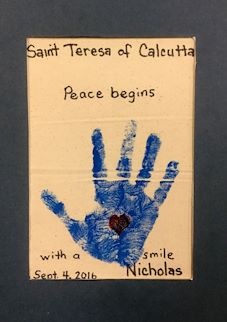 Saint Teresa of Calcutta
Peace begins
with a smile
Sept. 4, 2016 Nicholas